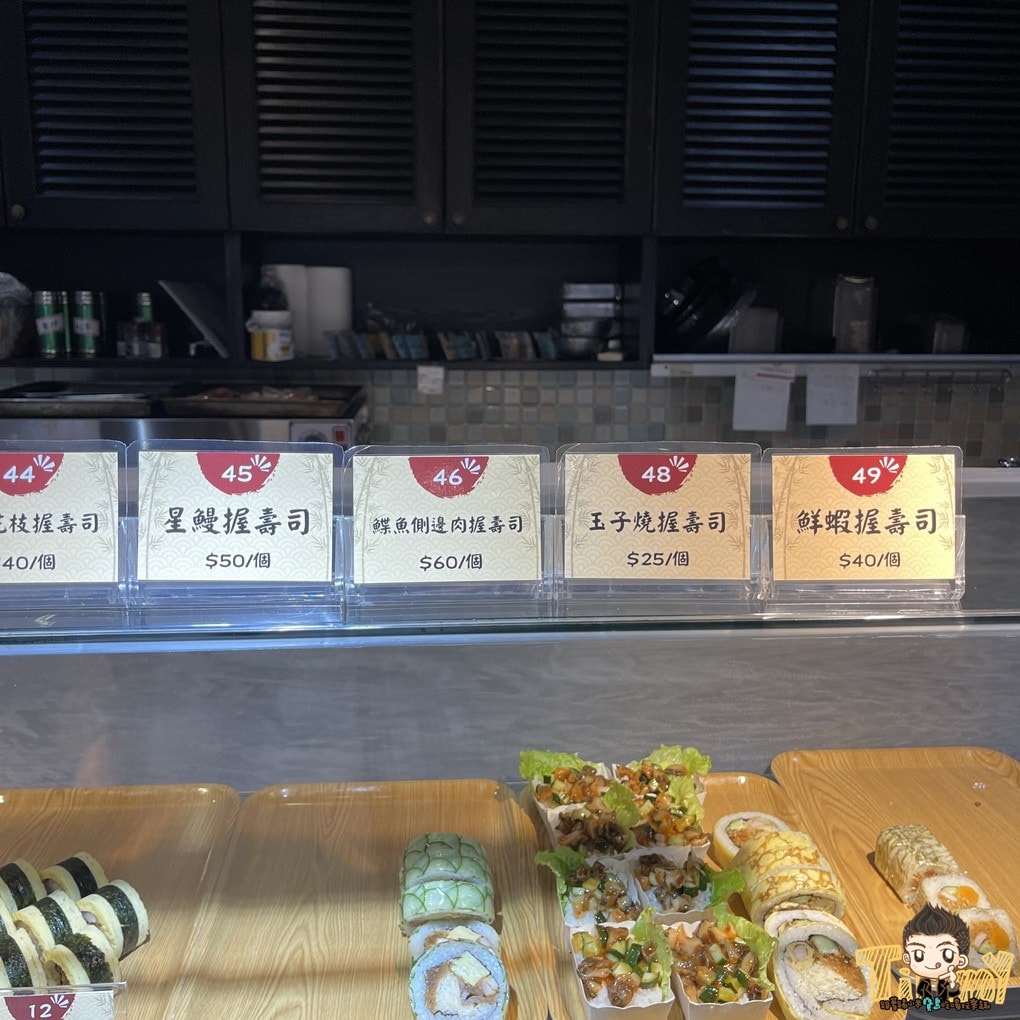 44
花枝握壽司
40/個
45
星鰻握壽司
$50/個
46
鰈魚側邊肉握壽司
$60/個
48
玉子燒握壽司
$25/個
49
鮮蝦握壽司
$40/個
12